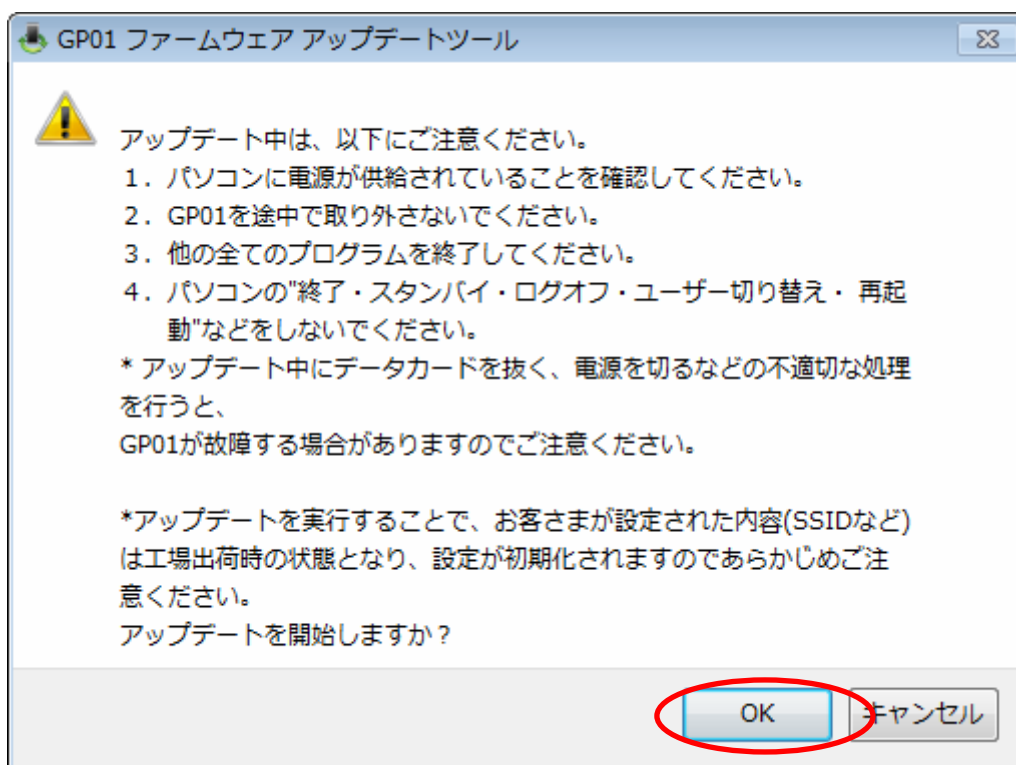 GP01 ファームウェア アップデートツール
アップデート中は、以下にご注意ください。
1．パソコンに電源が供給されていることを確認してください。
2．GP01を途中で取り外さないでください。
3．他の全てのプログラムを終了してください。
4．パソコンの"終了・スタンバイ・ログオフ・ユーザー切り替え・ 再起
動"などをしないでください。
* アップデート中にデータカードを抜く、電源を切るなどの不適切な処理
を行うと、
GP01が故障する場合がありますのでご注意ください。
*アップデートを実行することで、お客さまが設定された内容(SSIDなど)
は工場出荷時の状態となり、設定が初期化されますのであらかじめご注
意ください。
アップデートを開始しますか？
OK
キャンセル